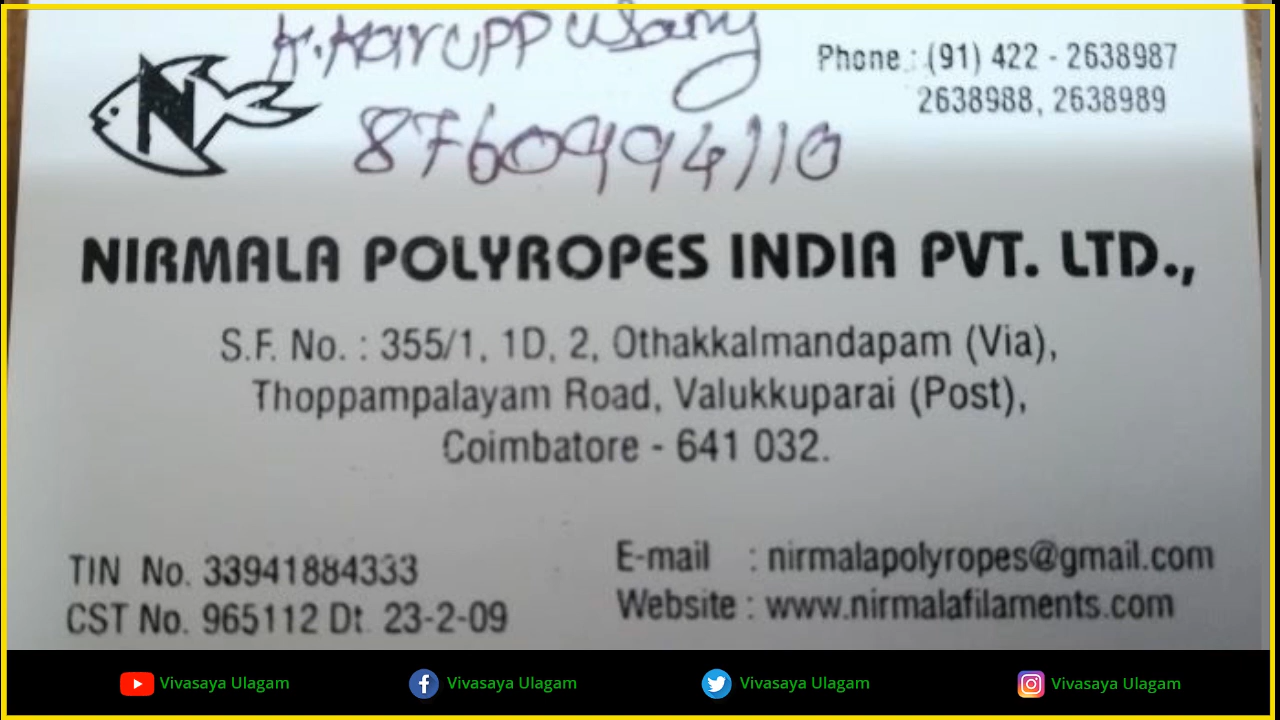 K. Karuppusamy
8760994110
N
Phone : (91) 422 - 2638987
2638988, 2638989
NIRMALA POLYROPES INDIA PVT. LTD.,
S.F. No. : 355/1, 1D, 2, Othakkalmandapam (Via),
Thoppampalayam Road, Valukkuparai (Post),
Coimbatore - 641 032.
TIN No. 33941884333
CST No. 965112 Dt. 23-2-09
E-mail : nirmalapolyropes@gmail.com
Website : www.nirmalafilaments.com
Vivasaya Ulagam
Vivasaya Ulagam
Vivasaya Ulagam
Vivasaya Ulagam